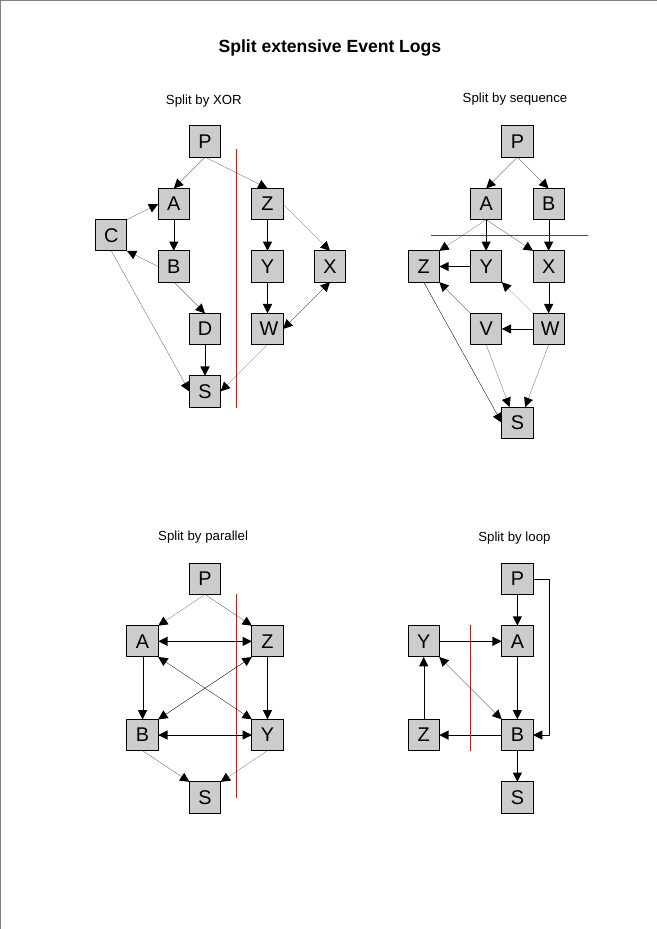 Split extensive Event Logs
Split by XOR
P
A
Z
C
B
Y
X
D
W
S
Split by sequence
P
A
B
Z
Y
X
V
W
S
Split by parallel
P
A
Z
B
Y
S
Split by loop
P
Y
A
Z
B
S